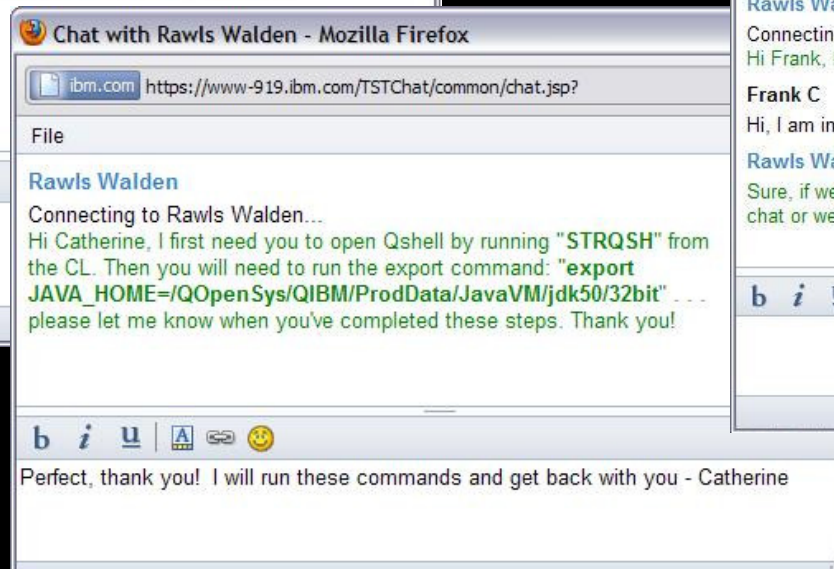 Chat with Rawls Walden - Mozilla Firefox
ibm.com https://www-919.ibm.com/TSTChat/common/chat.jsp?
File
Rawls Walden
Connecting to Rawls Walden...
Hi Catherine, I first need you to open Qshell by running "STRQSH" from
the CL. Then you will need to run the export command: "export
JAVA_HOME=/QOpenSys/QIBM/ProdData/JavaVM/jdk50/32bit" . . .
please let me know when you've completed these steps. Thank you!
b i u A
Perfect, thank you! I will run these commands and get back with you - Catherine
Rawls
Hi Frank,
Frank C
Hi, I am
Rawls
Sure, if
chat or
b i